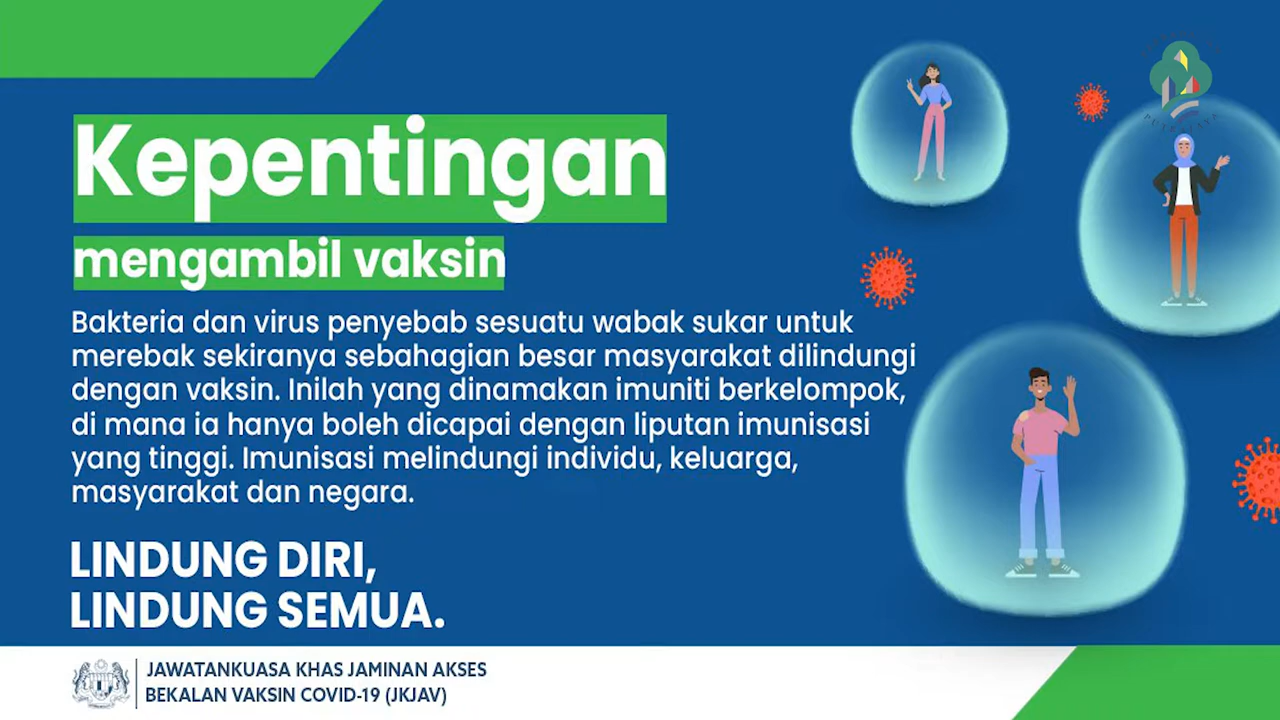 Kepentingan
mengambil vaksin
Bakteria dan virus penyebab sesuatu wabak sukar untuk
merebak sekiranya sebahagian besar masyarakat dilindungi
dengan vaksin. Inilah yang dinamakan imuniti berkelompok,
di mana ia hanya boleh dicapai dengan liputan imunisasi
yang tinggi. Imunisasi melindungi individu, keluarga,
masyarakat dan negara.
LINDUNG DIRI,
LINDUNG SEMUA.
JAWATANKUASA KHAS JAMINAN AKSES
BEKALAN VAKSIN COVID-19 (JKJAV)